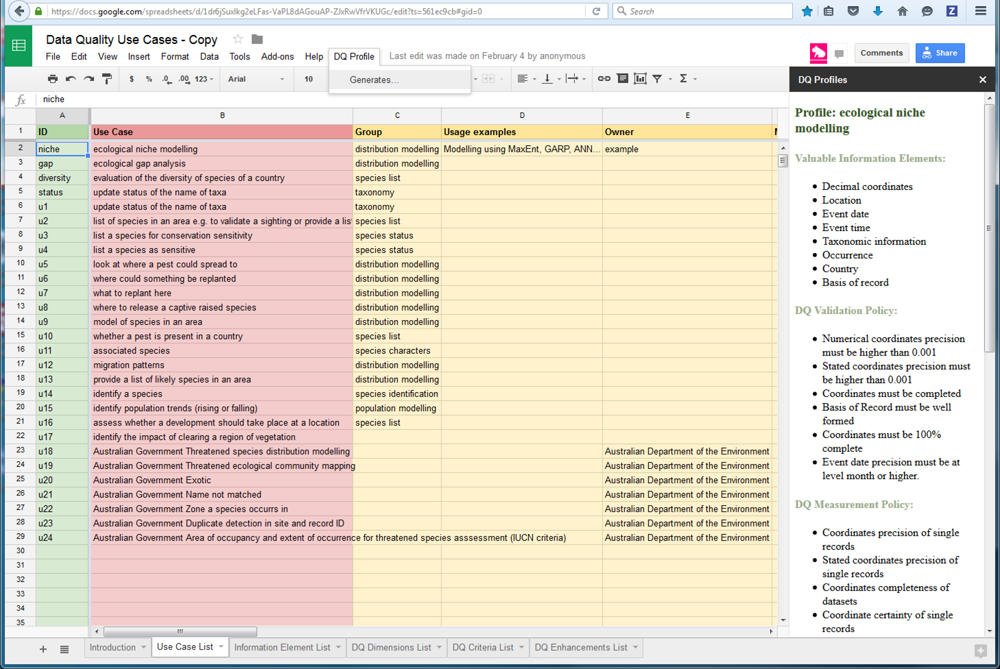 https://docs.google.com/spreadsheets/d/1dr6jSuxlkg2eLFas-VaPL8dAGouAP-ZJxRwVfrVKUGc/edit?ts=561ec9cb#gid=0
Search
Z
Data Quality Use Cases - Copy
File Edit View Insert Format Data Tools Add-ons Help DQ Profile Last edit was made on February 4 by anonymous
Comments Share
Generates...
$ % .0 .00 123 Arial 10 Σ
fx niche
A B C D E
1 ID Use Case Group Usage examples Owner
2 niche ecological niche modelling distribution modelling Modelling using MaxEnt, GARP, ANN... example
3 gap ecological gap analysis distribution modelling
4 diversity evaluation of the diversity of species of a country species list
5 status update status of the name of taxa taxonomy
6 u1 update status of the name of taxa taxonomy
7 u2 list of species in an area e.g. to validate a sighting or provide a lis species list
8 u3 list a species for conservation sensitivity species status
9 u4 list a species as sensitive species status
10 u5 look at where a pest could spread to distribution modelling
11 u6 where could something be replanted distribution modelling
12 u7 what to replant here distribution modelling
13 u8 where to release a captive raised species distribution modelling
14 u9 model of species in an area distribution modelling
15 u10 whether a pest is present in a country species list
16 u11 associated species species characters
17 u12 migration patterns distribution modelling
18 u13 provide a list of likely species in an area distribution modelling
19 u14 identify a species species identification
20 u15 identify population trends (rising or falling) population modelling
21 u16 assess whether a development should take place at a location species list
22 u17 identify the impact of clearing a region of vegetation
23 u18 Australian Government Threatened species distribution modelling Australian Department of the Environment
24 u19 Australian Government Threatened ecological community mapping Australian Department of the Environment
25 u20 Australian Government Exotic Australian Department of the Environment
26 u21 Australian Government Name not matched Australian Department of the Environment
27 u22 Australian Government Zone a species occurrs in Australian Department of the Environment
28 u23 Australian Government Duplicate detection in site and record ID Australian Department of the Environment
29 u24 Australian Government Area of occupancy and extent of occurrence for threatened species asssessment (IUCN criteria) Australian Department of the Environment
30
31
32
33
34
35
DQ Profiles
Profile: ecological niche
modelling
Valuable Information Elements:
Decimal coordinates
Location
Event date
Event time
Taxonomic information
Occurrence
Country
Basis of record
DQ Validation Policy:
Numerical coordinates precision
must be higher than 0.001
Stated coordinates precision must
be higher than 0.001
Coordinates must be completed
Basis of Record must be well
formed
Coordinates must be 100%
complete
Event date precision must be at
level month or higher.
DQ Measurement Policy:
Coordinates precision of single
records
Stated coordinates precision of
single records
Coordinates completeness of
datasets
Coordinate certainty of single
records
Introduction Use Case List Information Element List DQ Dimensions List DQ Criteria List DQ Enhancements List